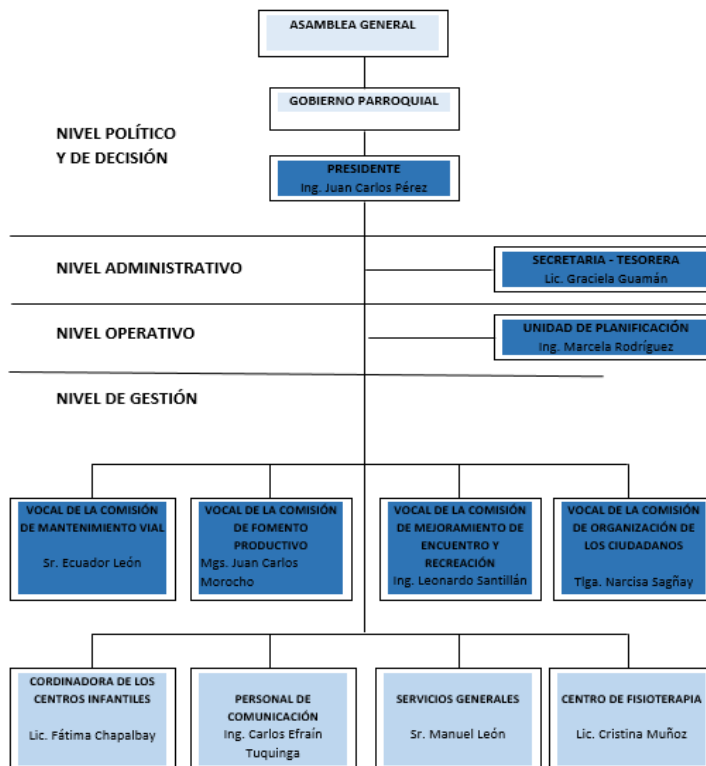 ASAMBLEA GENERAL
GOBIERNO PARROQUIAL
NIVEL POLÍTICO
Y DE DECISIÓN
PRESIDENTE
Ing. Juan Carlos Pérez
NIVEL ADMINISTRATIVO
SECRETARIA - TESORERA
Lic. Graciela Guamán
NIVEL OPERATIVO
UNIDAD DE PLANIFICACIÓN
Ing. Marcela Rodríguez
NIVEL DE GESTIÓN
VOCAL DE LA COMISIÓN
DE MANTENIMIENTO VIAL
Sr. Ecuador León
VOCAL DE LA COMISIÓN
DE FOMENTO
PRODUCTIVO
Mgs. Juan Carlos
Morocho
VOCAL DE LA COMISIÓN
DE MEJORAMIENTO DE
ENCUENTRO Y
RECREACIÓN
Ing. Leonardo Santillán
VOCAL DE LA COMISIÓN
DE ORGANIZACIÓN DE
LOS CIUDADANOS
Tlga. Narcisa Sagñay
CORDINADORA DE LOS
CENTROS INFANTILES
Lic. Fátima Chapalbay
PERSONAL DE
COMUNICACIÓN
Ing. Carlos Efraín
Tuquinga
SERVICIOS GENERALES
Sr. Manuel León
CENTRO DE FISIOTERAPIA
Lic. Cristina Muñoz